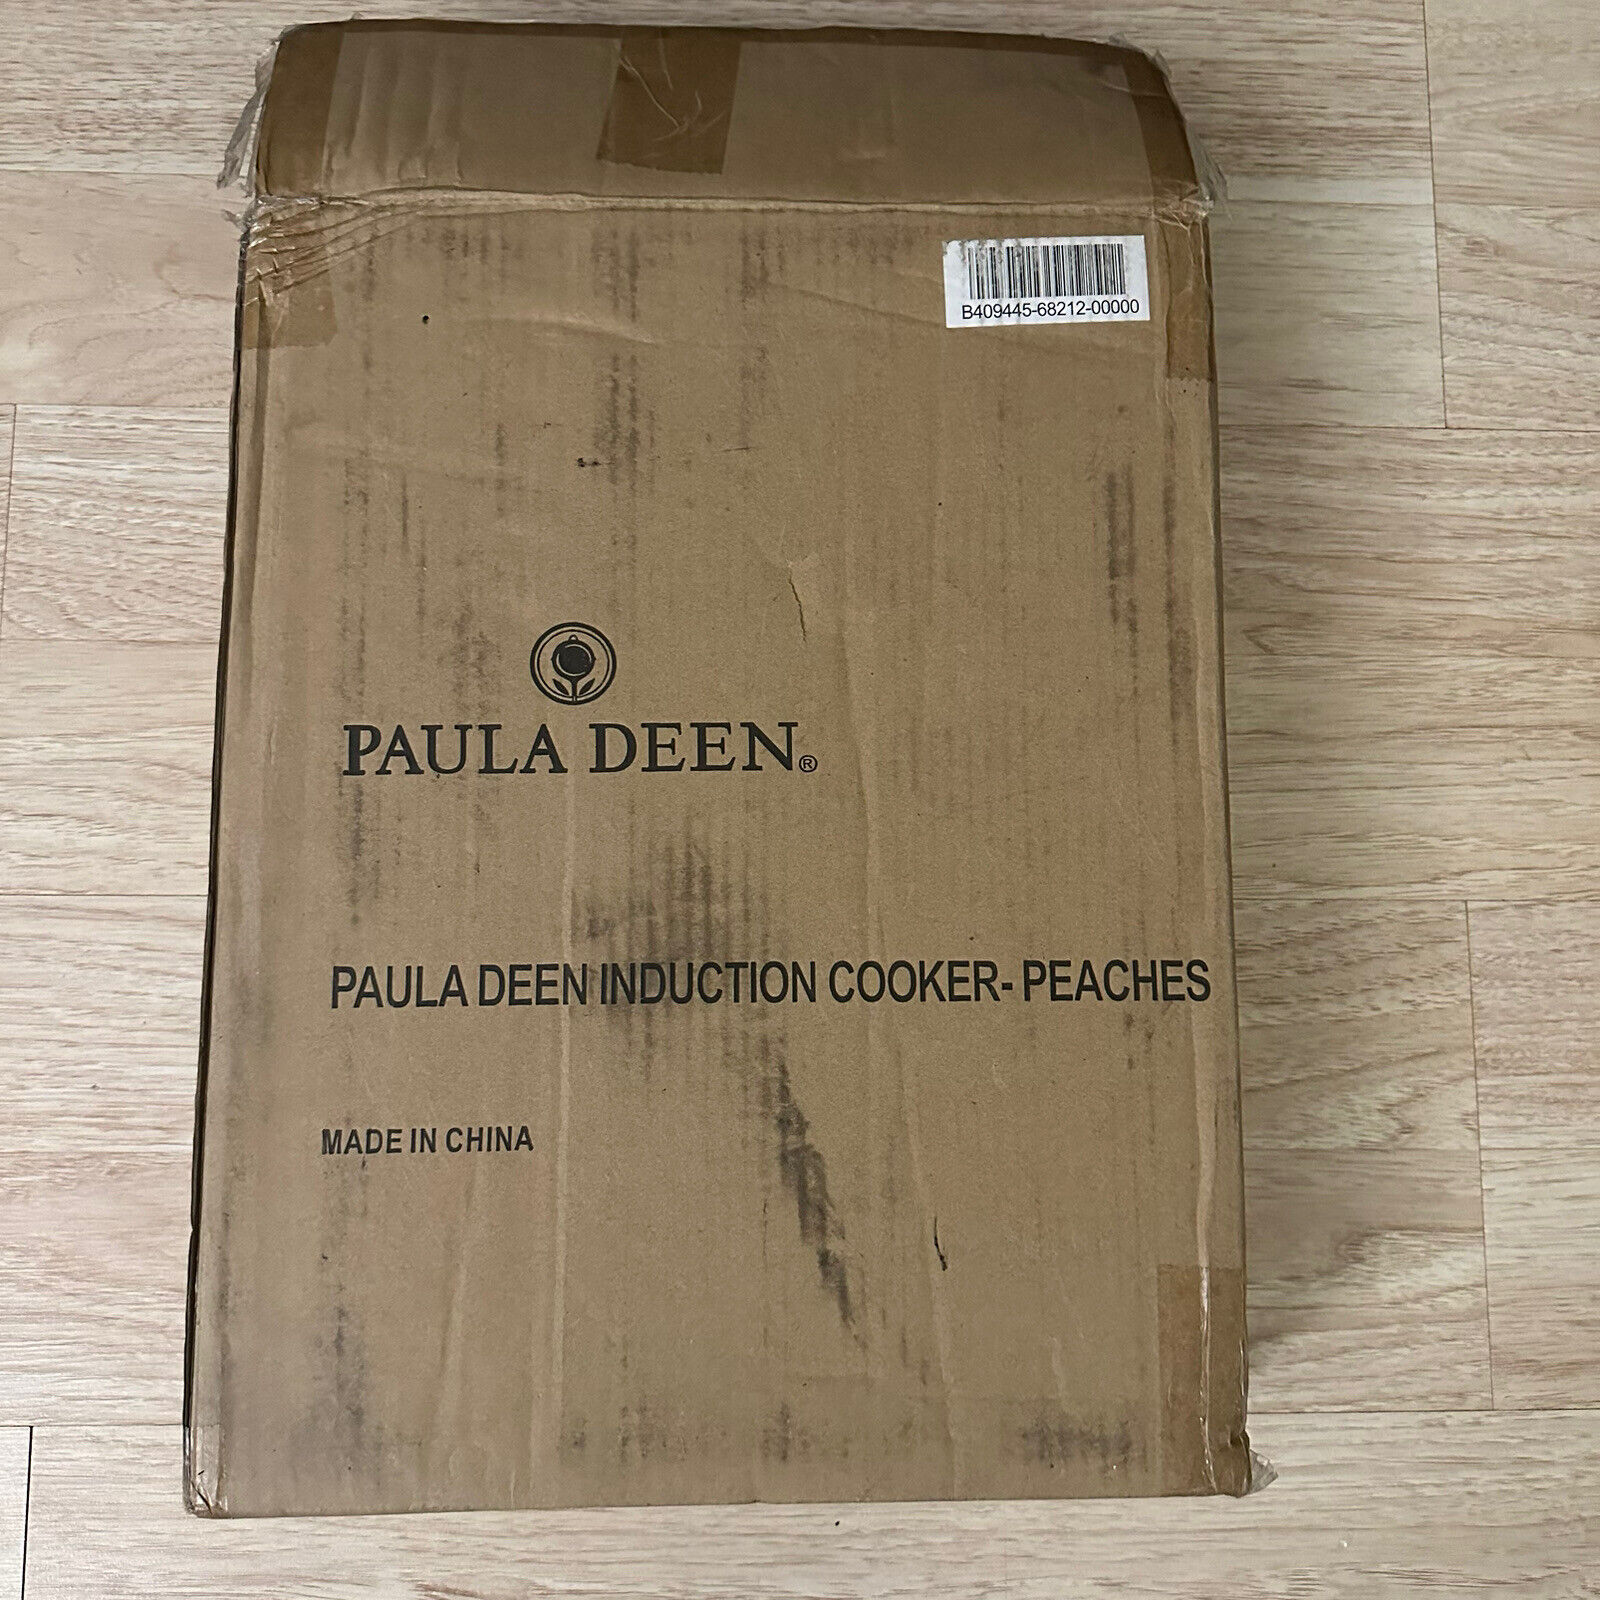 B409445-68212-00000
PAULA DEEN®
PAULA DEEN INDUCTION COOKER- PEACHES
MADE IN CHINA